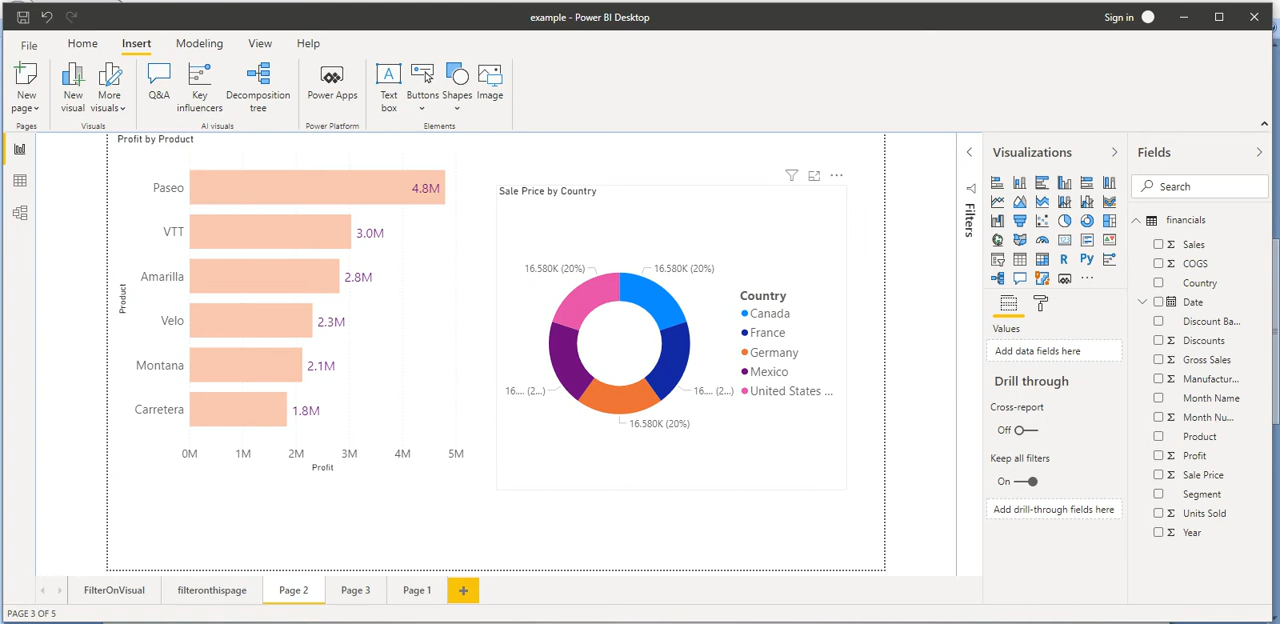 example - Power BI Desktop
Sign in
File
Home
Insert
Modeling
View
Help
New page
New visual
More visuals
Q&A
Key influencers
Decomposition tree
Power Apps
Text box
Buttons
Shapes
Image
Pages
Visuals
AI visuals
Power Platform
Elements
Profit by Product
Product
Paseo 4.8M
VTT 3.0M
Amarilla 2.8M
Velo 2.3M
Montana 2.1M
Carretera 1.8M
0M 1M 2M 3M 4M 5M
Profit
Sale Price by Country
16.580K (20%)
16.580K (20%)
16.... (2...)
16.... (2...)
16.580K (20%)
Country
Canada
France
Germany
Mexico
United States ...
Filters
Visualizations
R
Py
Values
Add data fields here
Drill through
Cross-report
Off
Keep all filters
On
Add drill-through fields here
Fields
Search
financials
Sales
COGS
Country
Date
Discount Ba...
Discounts
Gross Sales
Manufactur...
Month Name
Month Nu...
Product
Profit
Sale Price
Segment
Units Sold
Year
FilterOnVisual
filteronthispage
Page 2
Page 3
Page 1
PAGE 3 OF 5